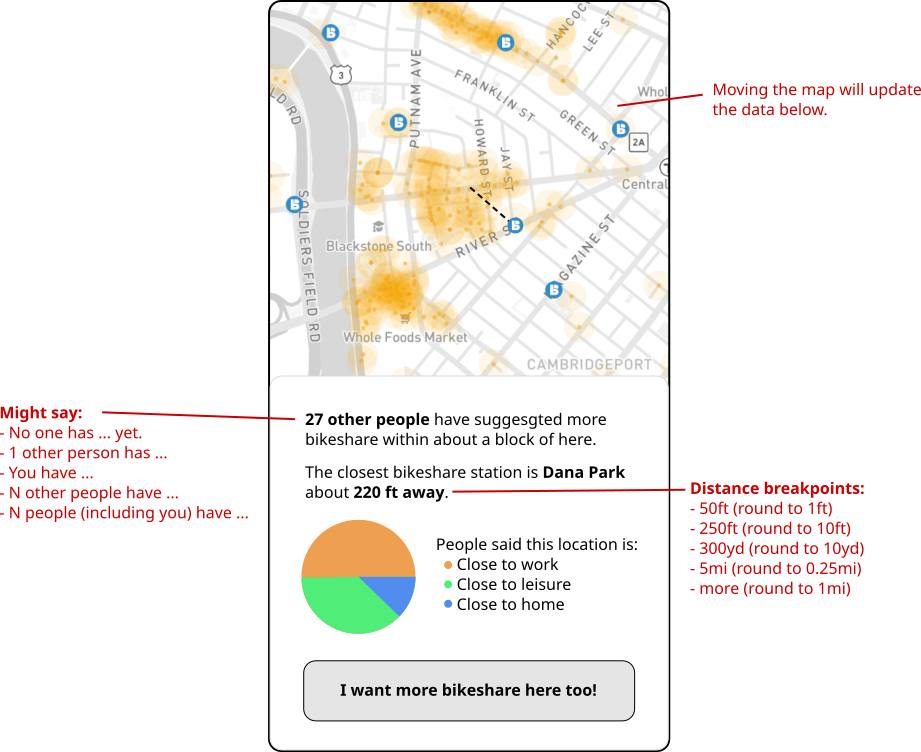 HANCOCK
LEE ST
3
PUTNAM AVE
FRANKLIN ST
Whol
Moving the map will update
the data below.
LD RD
GREEN ST
2A
HOWARD ST
JAY ST
Central
SOLDIERS FIELD RD
RIVER S
GAZINE ST
Blackstone South
Whole Foods Market
CAMBRIDGEPORT
Might say:
- No one has ... yet.
- 1 other person has ...
- You have ...
- N other people have ...
- N people (including you) have ...
27 other people have suggesgted more
bikeshare within about a block of here.
The closest bikeshare station is Dana Park
about 220 ft away.
Distance breakpoints:
- 50ft (round to 1ft)
- 250ft (round to 10ft)
- 300yd (round to 10yd)
- 5mi (round to 0.25mi)
- more (round to 1mi)
People said this location is:
Close to work
Close to leisure
Close to home
I want more bikeshare here too!